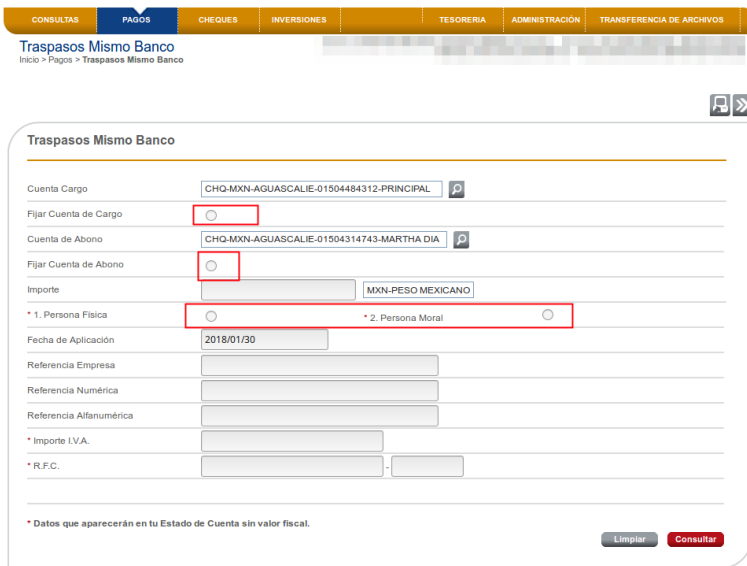 CONSULTAS PAGOS CHEQUES INVERSIONES TESORERIA ADMINISTRACIÓN TRANSFERENCIA DE ARCHIVOS
Traspasos Mismo Banco
Inicio > Pagos > Traspasos Mismo Banco
Traspasos Mismo Banco
Cuenta Cargo CHQ-MXN-AGUASCALIE-01504484312-PRINCIPAL
Fijar Cuenta de Cargo
Cuenta de Abono CHQ-MXN-AGUASCALIE-01504314743-MARTHA DIA
Fijar Cuenta de Abono
Importe MXN-PESO MEXICANO
* 1. Persona Física * 2. Persona Moral
Fecha de Aplicación 2018/01/30
Referencia Empresa
Referencia Numérica
Referencia Alfanumérica
* Importe I.V.A.
* R.F.C. -
* Datos que aparecerán en tu Estado de Cuenta sin valor fiscal.
Limpiar Consultar